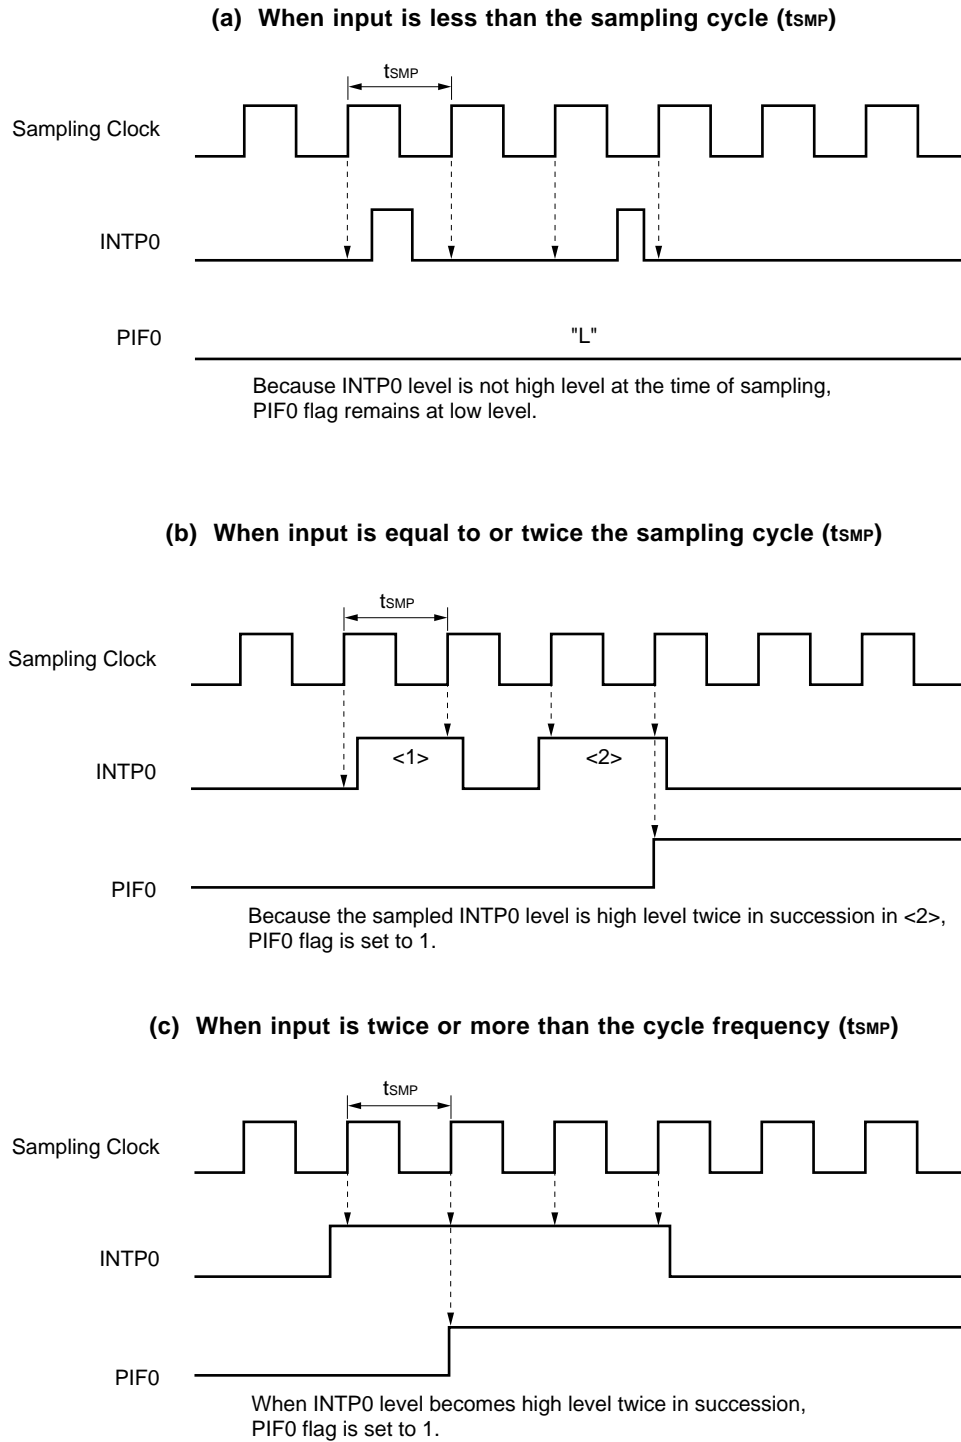 (a) When input is less than the sampling cycle (tSMP)
tSMP
Sampling Clock
INTP0
PIF0
"L"
Because INTP0 level is not high level at the time of sampling,
PIF0 flag remains at low level.
(b) When input is equal to or twice the sampling cycle (tSMP)
tSMP
Sampling Clock
<1>
<2>
INTP0
PIF0
Because the sampled INTP0 level is high level twice in succession in <2>,
PIF0 flag is set to 1.
(c) When input is twice or more than the cycle frequency (tSMP)
tSMP
Sampling Clock
INTP0
PIF0
When INTP0 level becomes high level twice in succession,
PIF0 flag is set to 1.